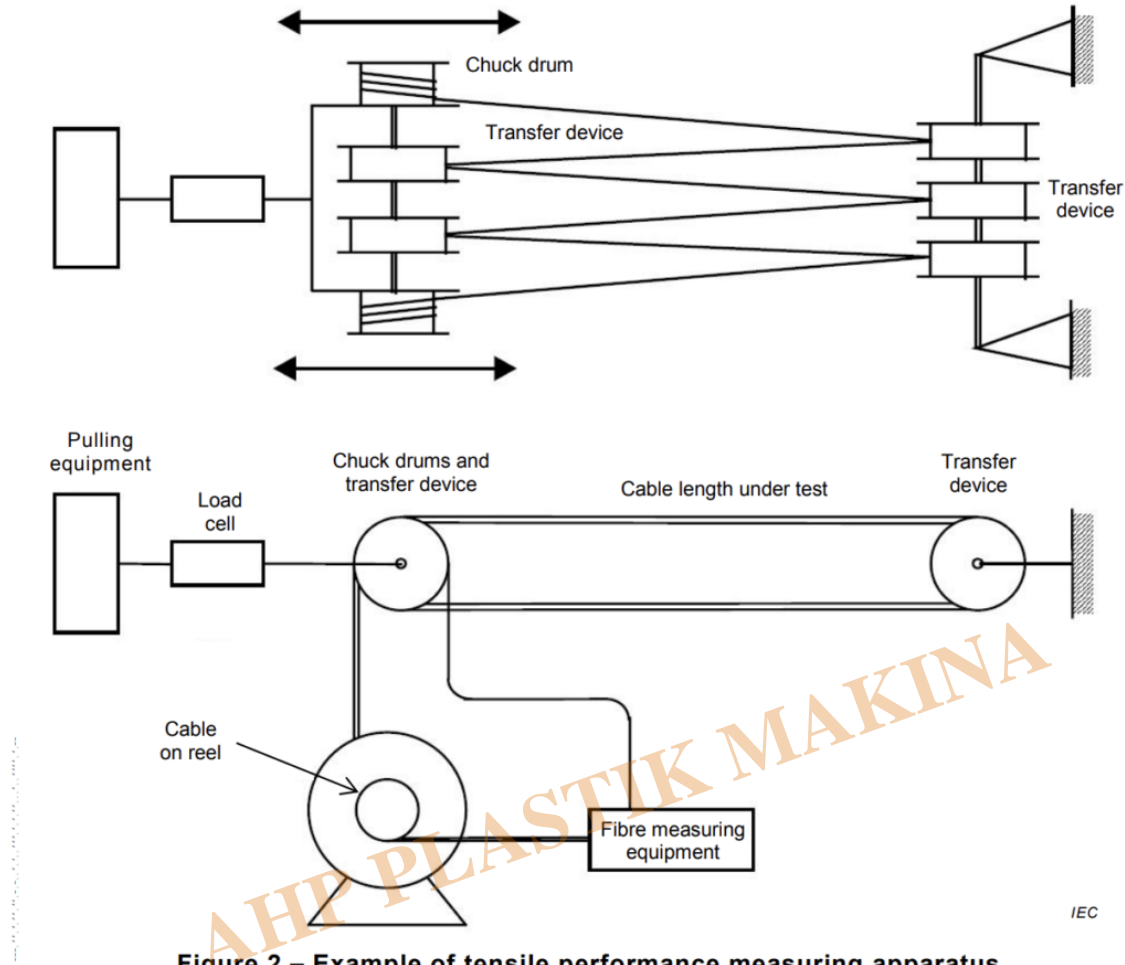 Chuck drum
Transfer device
Transfer
device
Pulling
equipment
Load
cell
Chuck drums and
transfer device
Cable length under test
Transfer
device
Cable
on reel
Fibre measuring
equipment
AHP PLASTIK MAKINA
IEC
Figure 2 – Example of tensile performance measuring apparatus